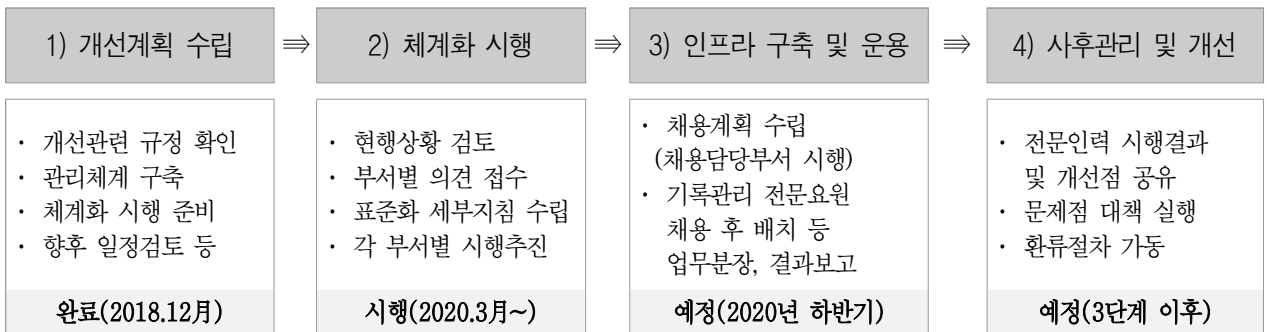 1) 개선계획 수립 ⇛ 2) 체계화 시행 ⇛ 3) 인프라 구축 및 운용 ⇛ 4) 사후관리 및 개선
· 개선관련 규정 확인
· 관리체계 구축
· 체계화 시행 준비
· 향후 일정검토 등
완료(2018.12月)
· 현행상황 검토
· 부서별 의견 접수
· 표준화 세부지침 수립
· 각 부서별 시행추진
시행(2020.3月~)
· 채용계획 수립
(채용담당부서 시행)
· 기록관리 전문요원
채용 후 배치 등
업무분장, 결과보고
예정(2020년 하반기)
· 전문인력 시행결과
및 개선점 공유
· 문제점 대책 실행
· 환류절차 가동
예정(3단계 이후)